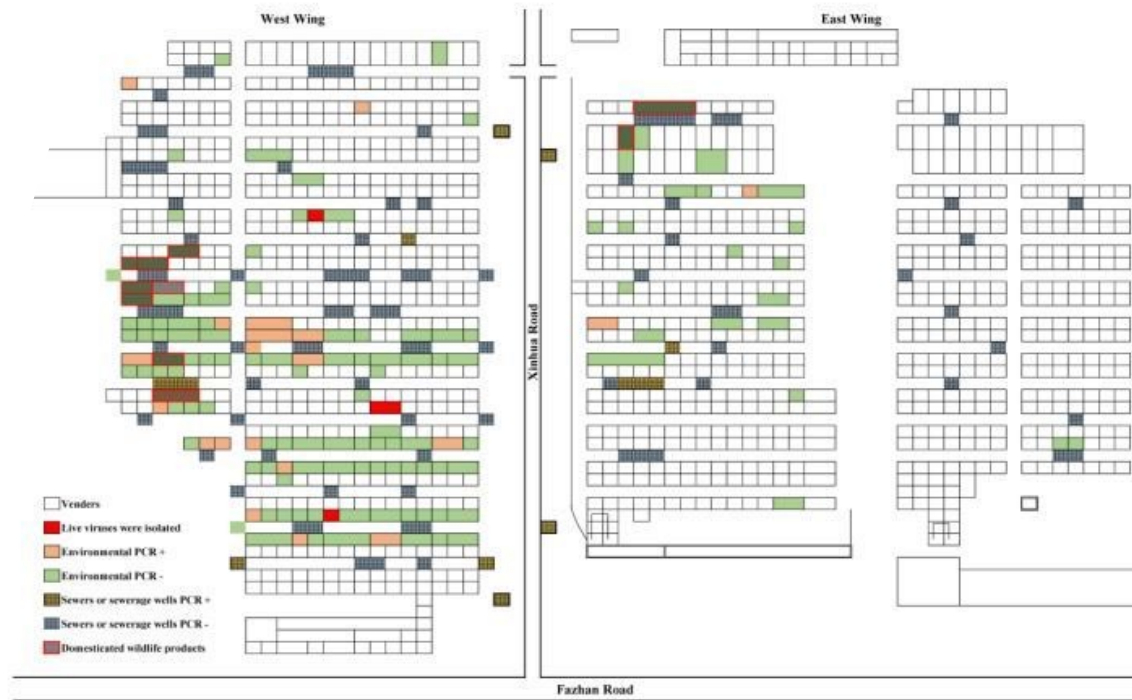 West Wing
East Wing
Xinhua Road
Venders
Live viruses were isolated
Environmental PCR +
Environmental PCR -
Sewers or sewerage wells PCR +
Sewers or sewerage wells PCR -
Domesticated wildlife products
Fazhan Road